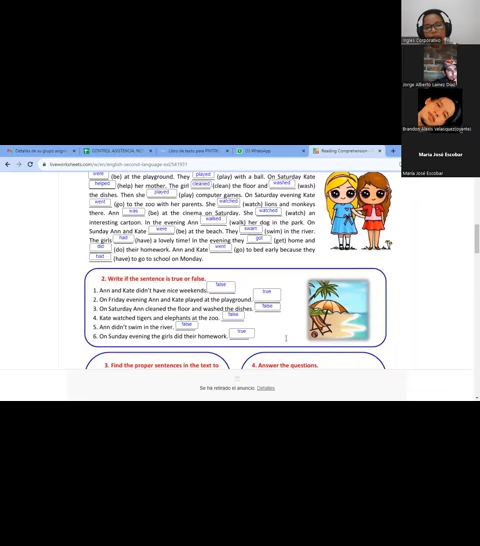 Ingles Corporativo
Jorge Alberto Lainez Diaz
Brandon Alexis velacquez(oyente)
María José Escobar
María José Escobar
Detalles de su grupo asigna
CONTROL ASISTENCIA, NO
Libro de texto para
WhatsApp
Reading Comprehension
liveworksheets.com/w/en/english-second-language-esl/541931
were (be) at the playground. They played (play) with a ball. On Saturday Kate
helped (help) her mother. The girl cleaned (clean) the floor and washed (wash)
the dishes. Then she played (play) computer games. On Saturday evening Kate
went (go) to the zoo with her parents. She watched (watch) lions and monkeys
there. Ann was (be) at the cinema on Saturday. She watched (watch) an
interesting cartoon. In the evening Ann walked (walk) her dog in the park. On
Sunday Ann and Kate were (be) at the beach. They swam (swim) in the river.
The girls had (have) a lovely time! In the evening they got (get) home and
did (do) their homework. Ann and Kate went (go) to bed early because they
had (have) to go to school on Monday.
2. Write if the sentence is true or false.
1. Ann and Kate didn't have nice weekends. false
2. On Friday evening Ann and Kate played at the playground. true
3. On Saturday Ann cleaned the floor and washed the dishes. false
4. Kate watched tigers and elephants at the zoo. false
5. Ann didn't swim in the river. false
6. On Sunday evening the girls did their homework. true
3. Find the proper sentences in the text to
4. Answer the questions.
Se ha retirado el anuncio. Detalles